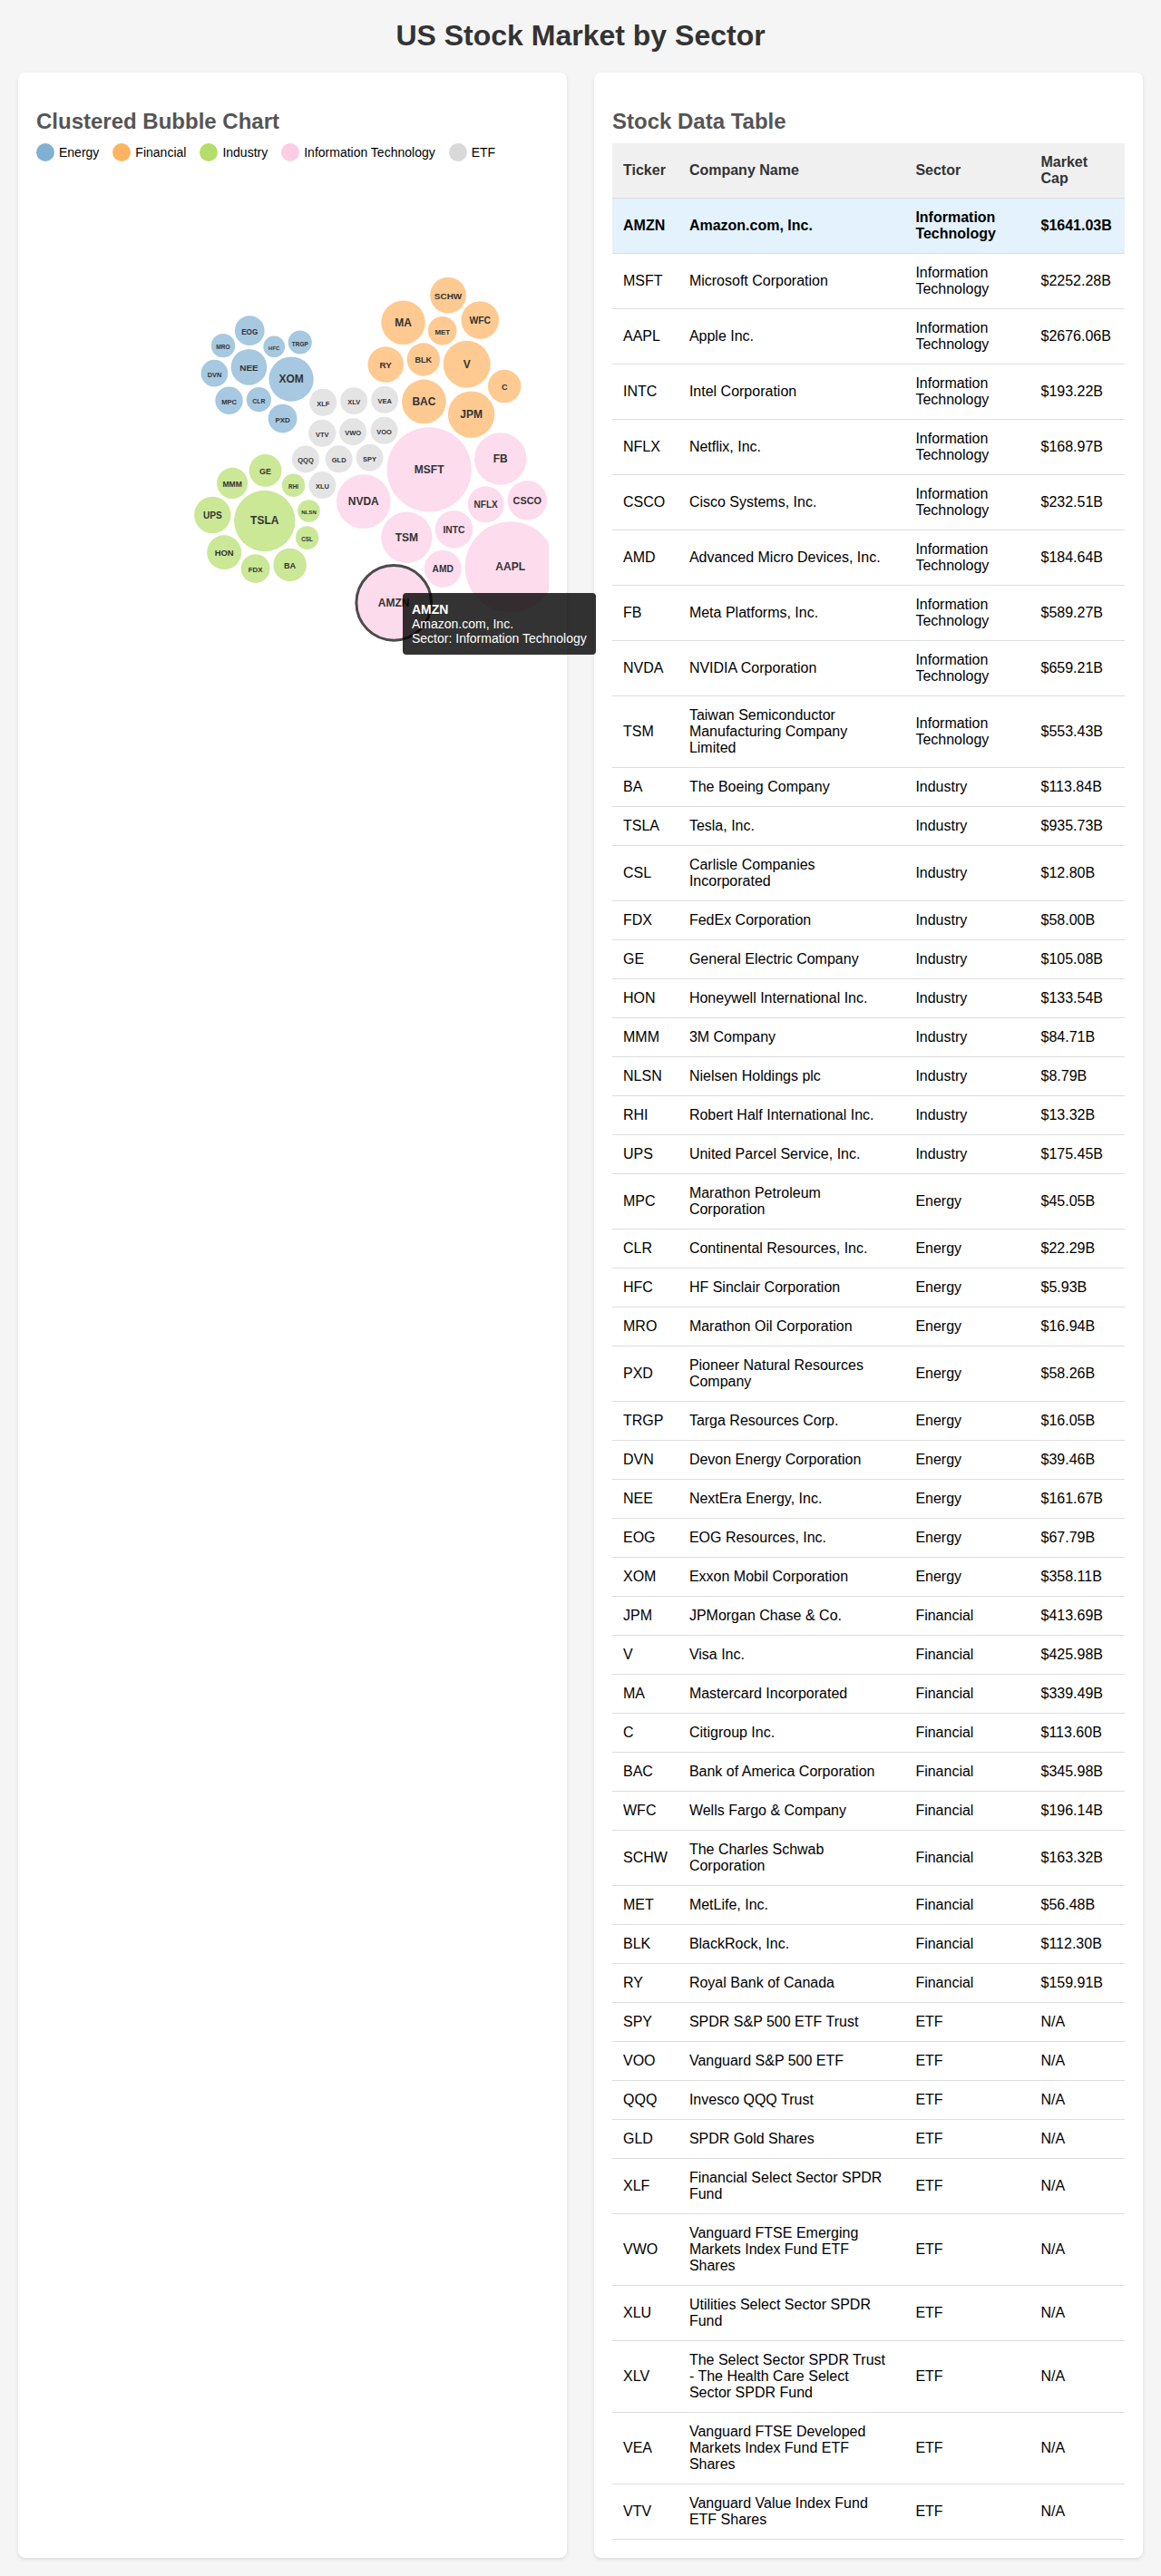 US Stock Market by Sector
Clustered Bubble Chart
Energy Financial Industry Information Technology ETF
SCHW
MA
MET
WFC
RY
BLK
V
C
BAC
JPM
EOG
MRO
HFC
TRGP
DVN
NEE
XOM
MPC
CLR
PXD
XLF
XLV
VEA
VTV
VWO
VOO
QQQ
GLD
SPY
XLU
GE
MMM
RHI
UPS
TSLA
NLSN
CSL
HON
FDX
BA
MSFT
FB
NVDA
NFLX
CSCO
TSM
INTC
AMD
AAPL
AMZN
AMZN
Amazon.com, Inc.
Sector: Information Technology
Stock Data Table
Ticker Company Name Sector Market
Cap
AMZN Amazon.com, Inc. Information
Technology $1641.03B
MSFT Microsoft Corporation Information
Technology $2252.28B
AAPL Apple Inc. Information
Technology $2676.06B
INTC Intel Corporation Information
Technology $193.22B
NFLX Netflix, Inc. Information
Technology $168.97B
CSCO Cisco Systems, Inc. Information
Technology $232.51B
AMD Advanced Micro Devices, Inc. Information
Technology $184.64B
FB Meta Platforms, Inc. Information
Technology $589.27B
NVDA NVIDIA Corporation Information
Technology $659.21B
TSM Taiwan Semiconductor
Manufacturing Company
Limited Information
Technology $553.43B
BA The Boeing Company Industry $113.84B
TSLA Tesla, Inc. Industry $935.73B
CSL Carlisle Companies
Incorporated Industry $12.80B
FDX FedEx Corporation Industry $58.00B
GE General Electric Company Industry $105.08B
HON Honeywell International Inc. Industry $133.54B
MMM 3M Company Industry $84.71B
NLSN Nielsen Holdings plc Industry $8.79B
RHI Robert Half International Inc. Industry $13.32B
UPS United Parcel Service, Inc. Industry $175.45B
MPC Marathon Petroleum
Corporation Energy $45.05B
CLR Continental Resources, Inc. Energy $22.29B
HFC HF Sinclair Corporation Energy $5.93B
MRO Marathon Oil Corporation Energy $16.94B
PXD Pioneer Natural Resources
Company Energy $58.26B
TRGP Targa Resources Corp. Energy $16.05B
DVN Devon Energy Corporation Energy $39.46B
NEE NextEra Energy, Inc. Energy $161.67B
EOG EOG Resources, Inc. Energy $67.79B
XOM Exxon Mobil Corporation Energy $358.11B
JPM JPMorgan Chase & Co. Financial $413.69B
V Visa Inc. Financial $425.98B
MA Mastercard Incorporated Financial $339.49B
C Citigroup Inc. Financial $113.60B
BAC Bank of America Corporation Financial $345.98B
WFC Wells Fargo & Company Financial $196.14B
SCHW The Charles Schwab
Corporation Financial $163.32B
MET MetLife, Inc. Financial $56.48B
BLK BlackRock, Inc. Financial $112.30B
RY Royal Bank of Canada Financial $159.91B
SPY SPDR S&P 500 ETF Trust ETF N/A
VOO Vanguard S&P 500 ETF ETF N/A
QQQ Invesco QQQ Trust ETF N/A
GLD SPDR Gold Shares ETF N/A
XLF Financial Select Sector SPDR
Fund ETF N/A
VWO Vanguard FTSE Emerging
Markets Index Fund ETF
Shares ETF N/A
XLU Utilities Select Sector SPDR
Fund ETF N/A
XLV The Select Sector SPDR Trust
- The Health Care Select
Sector SPDR Fund ETF N/A
VEA Vanguard FTSE Developed
Markets Index Fund ETF
Shares ETF N/A
VTV Vanguard Value Index Fund
ETF Shares ETF N/A